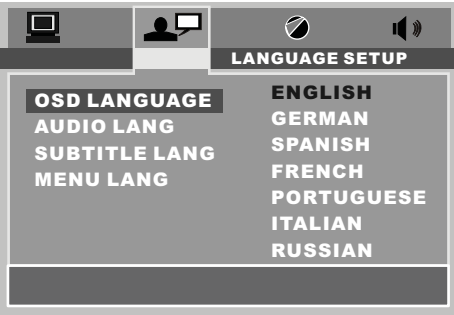 LANGUAGE SETUP
OSD LANGUAGE
AUDIO LANG
SUBTITLE LANG
MENU LANG
ENGLISH
GERMAN
SPANISH
FRENCH
PORTUGUESE
ITALIAN
RUSSIAN